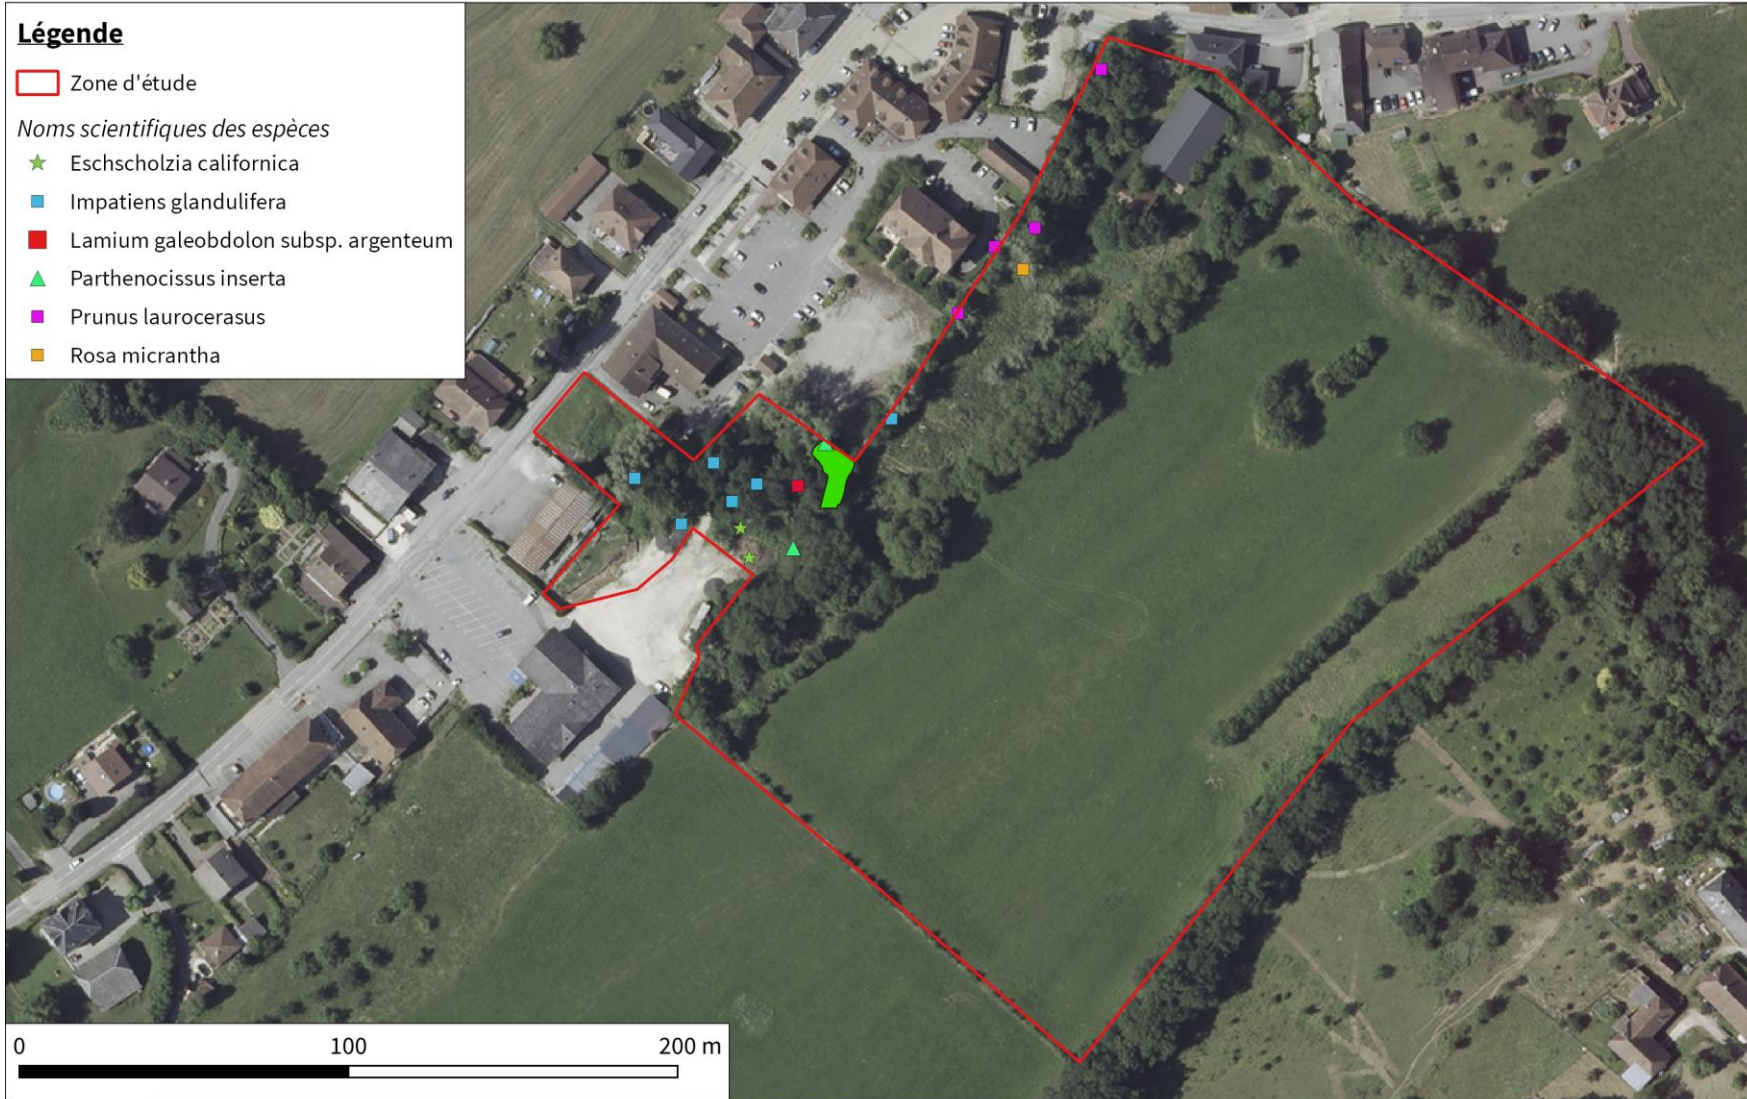 Légende
Zone d'étude
Noms scientifiques des espèces
Eschscholzia californica
Impatiens glandulifera
Lamium galeobdolon subsp. argenteum
Parthenocissus inserta
Prunus laurocerasus
Rosa micrantha
0 100 200 m